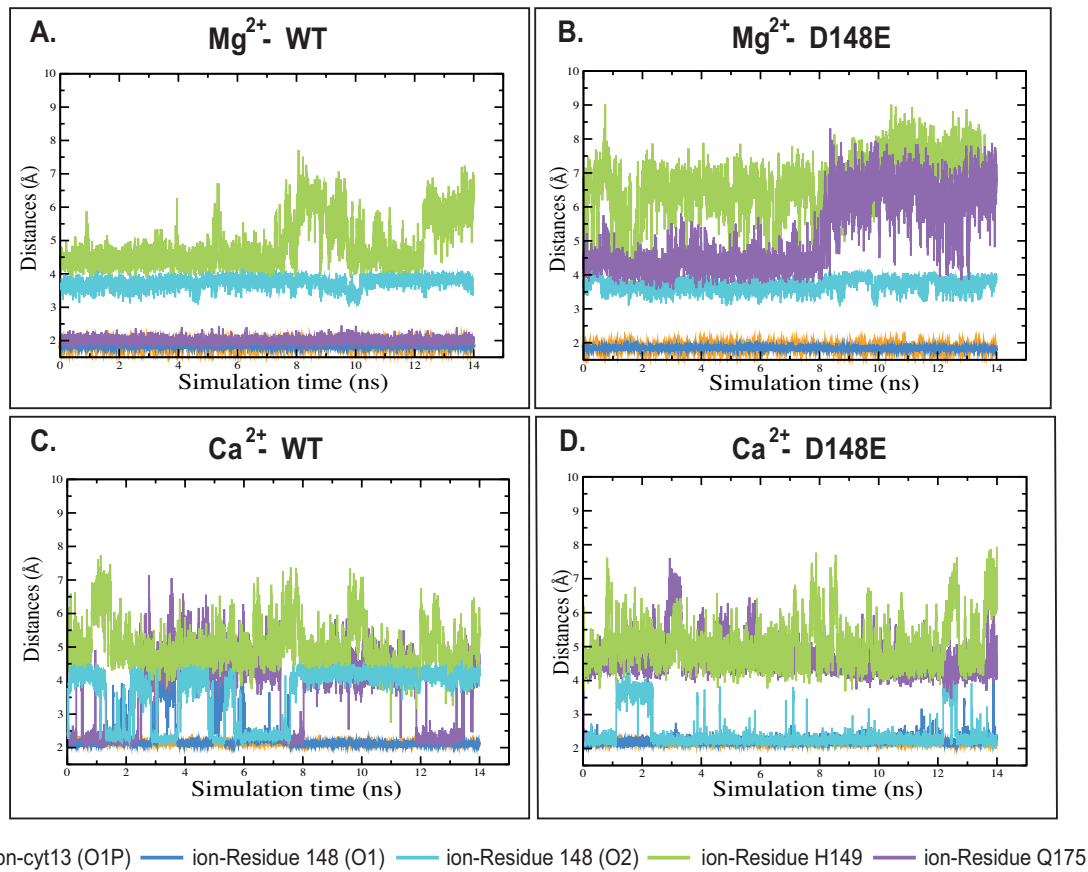 A. Mg2+- WT
10
9
8
7
6
5
4
3
2
Distances (Å)
0 2 4 6 8 10 12 14
Simulation time (ns)
B. Mg2+- D148E
10
9
8
7
6
5
4
3
2
Distances (Å)
0 2 4 6 8 10 12 14
Simulation time (ns)
C. Ca2+- WT
10
9
8
7
6
5
4
3
2
Distances (Å)
0 2 4 6 8 10 12 14
Simulation time (ns)
D. Ca2+- D148E
10
9
8
7
6
5
4
3
2
Distances (Å)
0 2 4 6 8 10 12 14
Simulation time (ns)
on-cyt13 (O1P) ion-Residue 148 (O1) ion-Residue 148 (O2) ion-Residue H149 ion-Residue Q175